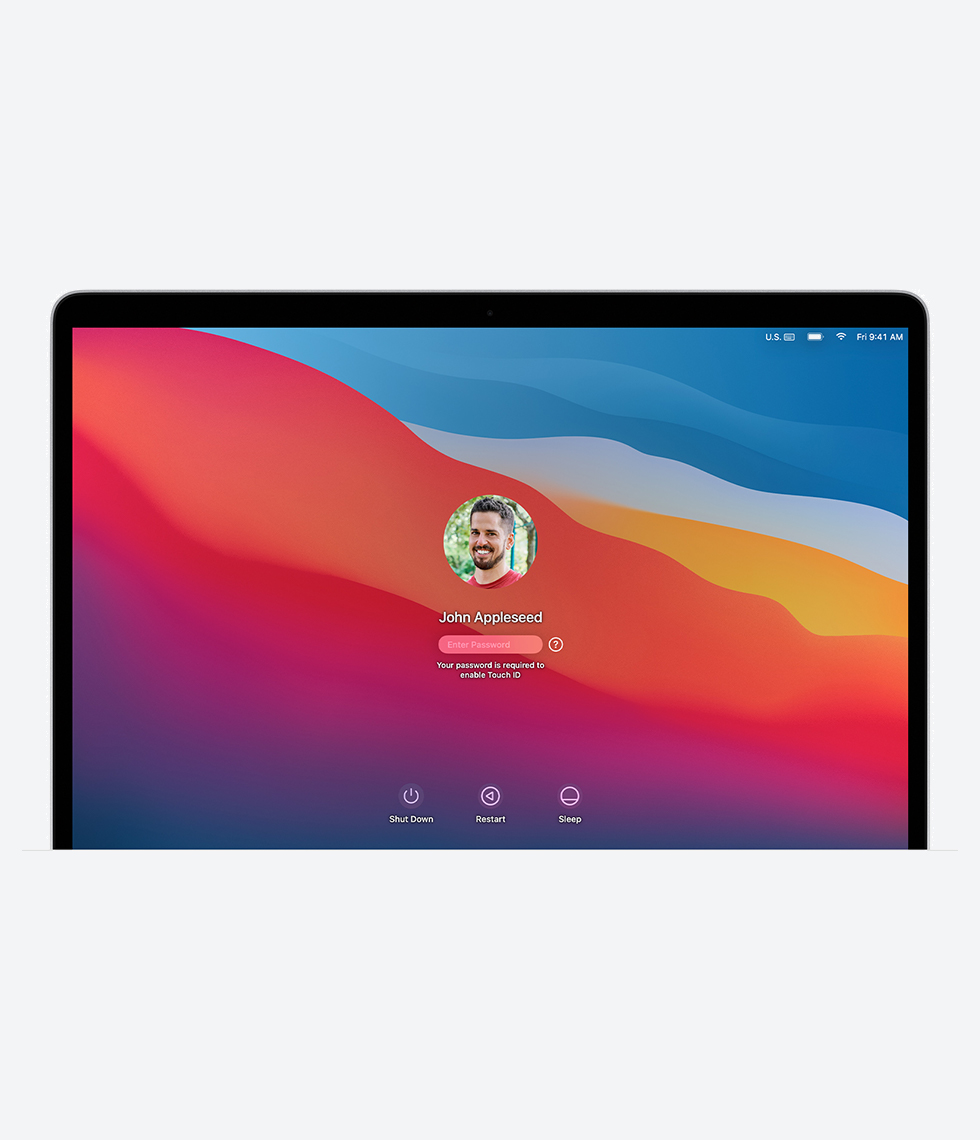 U.S. Fri 9:41 AM
John Appleseed
Enter Password ?
Your password is required to
enable Touch ID
Shut Down Restart Sleep